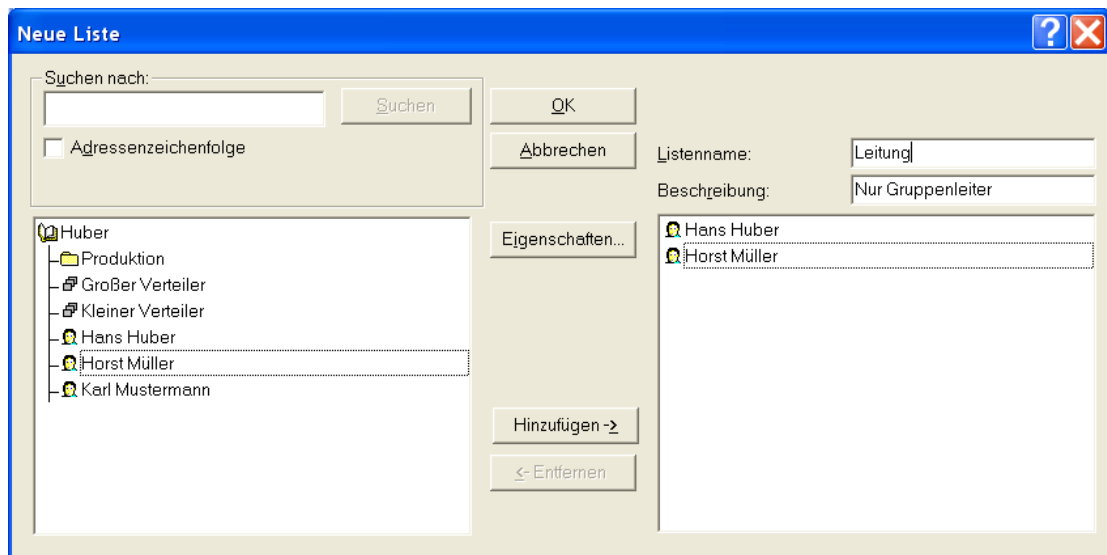 Neue Liste
?
Suchen nach:
Suchen
Adressenzeichenfolge
OK
Abbrechen
Listenname: Leitung
Beschreibung: Nur Gruppenleiter
Huber
Produktion
Großer Verteiler
Kleiner Verteiler
Hans Huber
Horst Müller
Karl Mustermann
Eigenschaften...
Hinzufügen ->
<- Entfernen
Hans Huber
Horst Müller